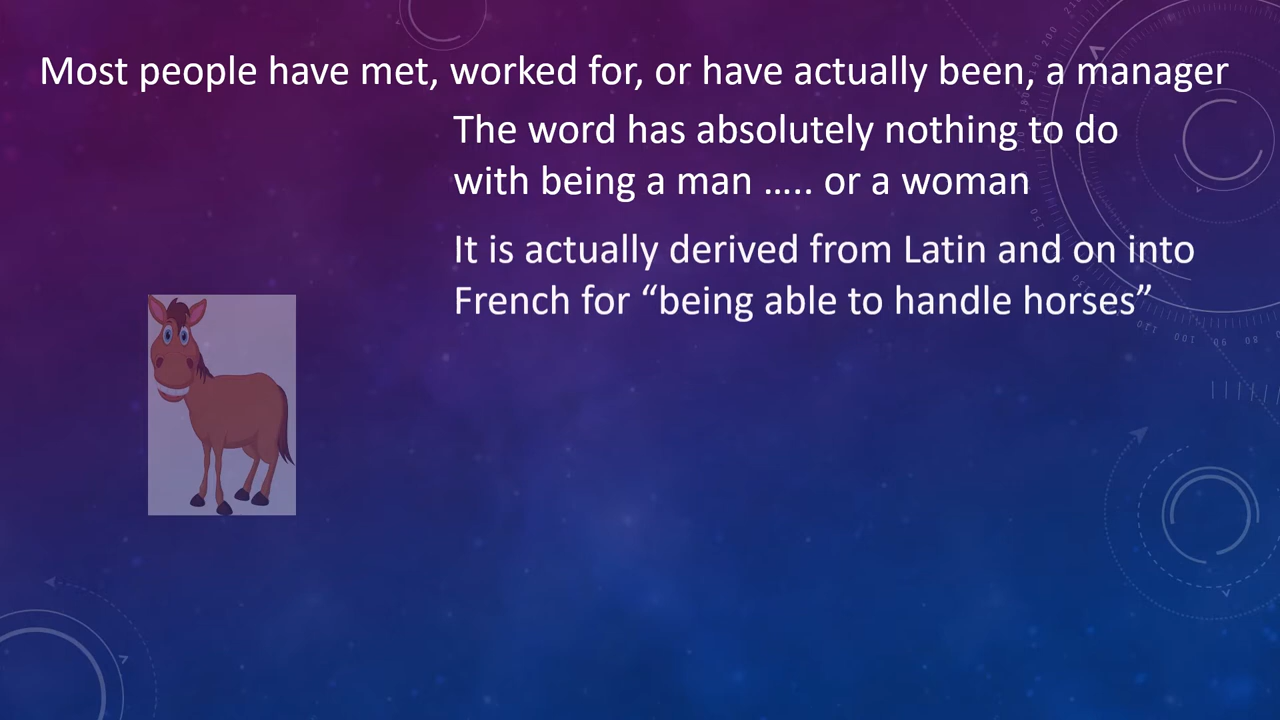 Most people have met, worked for, or have actually been, a manager
The word has absolutely nothing to do
with being a man ..... or a woman
It is actually derived from Latin and on into
French for “being able to handle horses”